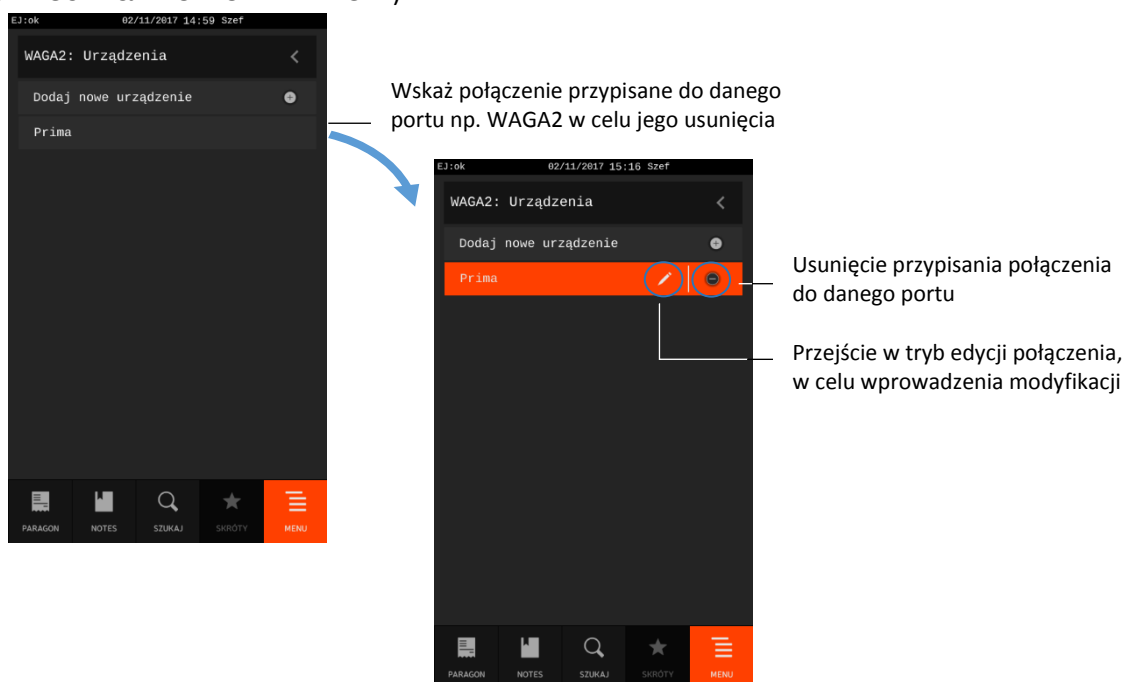 EJ:ok 02/11/2017 14:59 Szef
WAGA2: Urządzenia
Dodaj nowe urządzenie
Prima
PARAGON NOTES SZUKAJ SKRÓTY MENU
Wskaż połączenie przypisane do danego
portu np. WAGA2 w celu jego usunięcia
EJ:ok 02/11/2017 15:16 Szef
WAGA2: Urządzenia
Dodaj nowe urządzenie
Prima
PARAGON NOTES SZUKAJ SKRÓTY MENU
Usunięcie przypisania połączenia
do danego portu
Przejście w tryb edycji połączenia,
w celu wprowadzenia modyfikacji